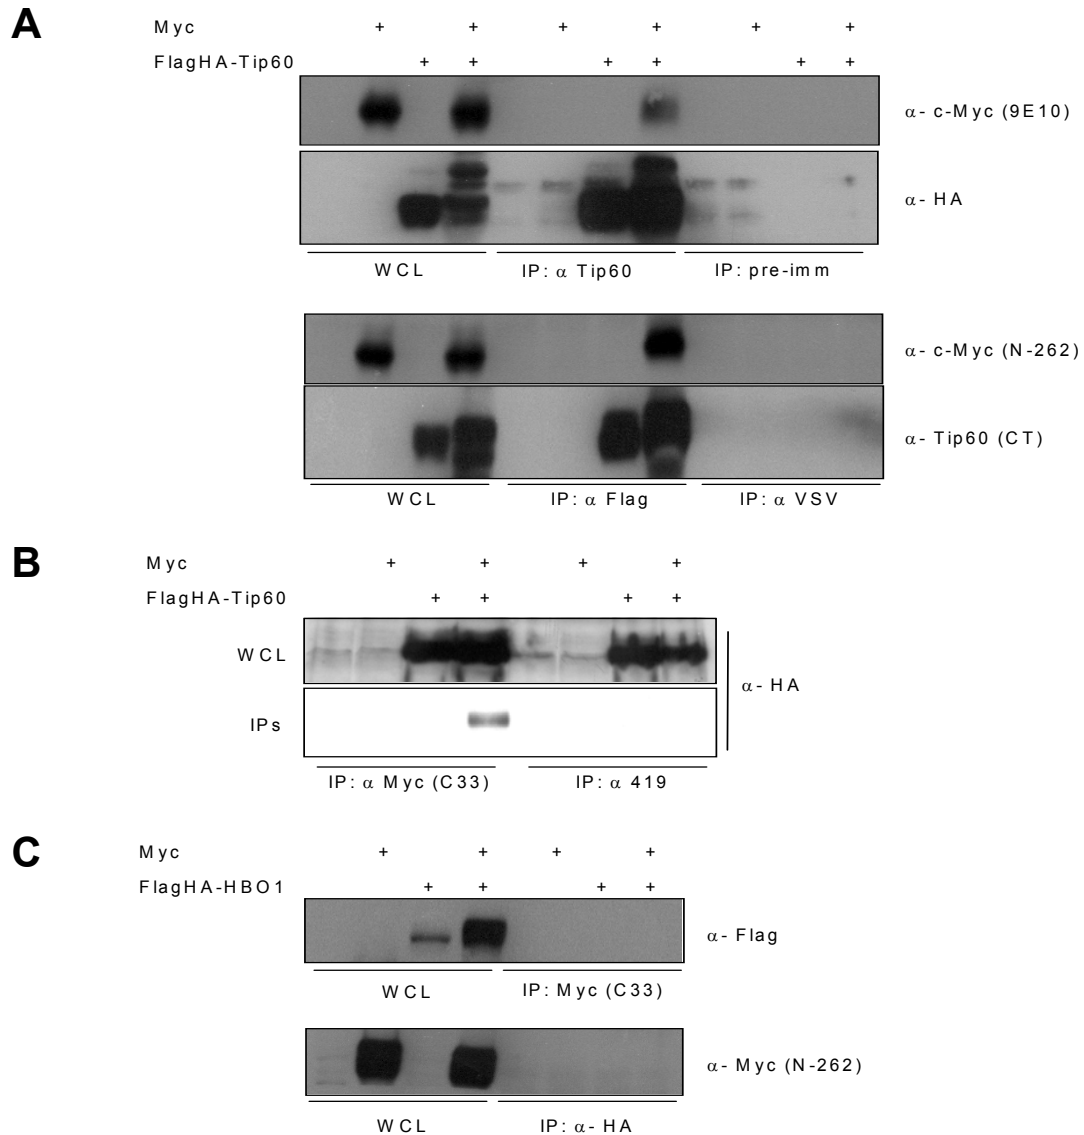 A
Myc + + + + + +
FlagHA-Tip60 + + + + + +
α- c-Myc (9E10)
α- HA
WCL IP: α Tip60 IP: pre-imm
α- c-Myc (N-262)
α- Tip60 (CT)
WCL IP: α Flag IP: α VSV
B
Myc + + + +
FlagHA-Tip60 + + + +
WCL
α- HA
IPs
IP: α Myc (C33) IP: α 419
C
Myc + + + +
FlagHA-HBO1 + + + +
α- Flag
WCL IP: Myc (C33)
α- Myc (N-262)
WCL IP: α- HA